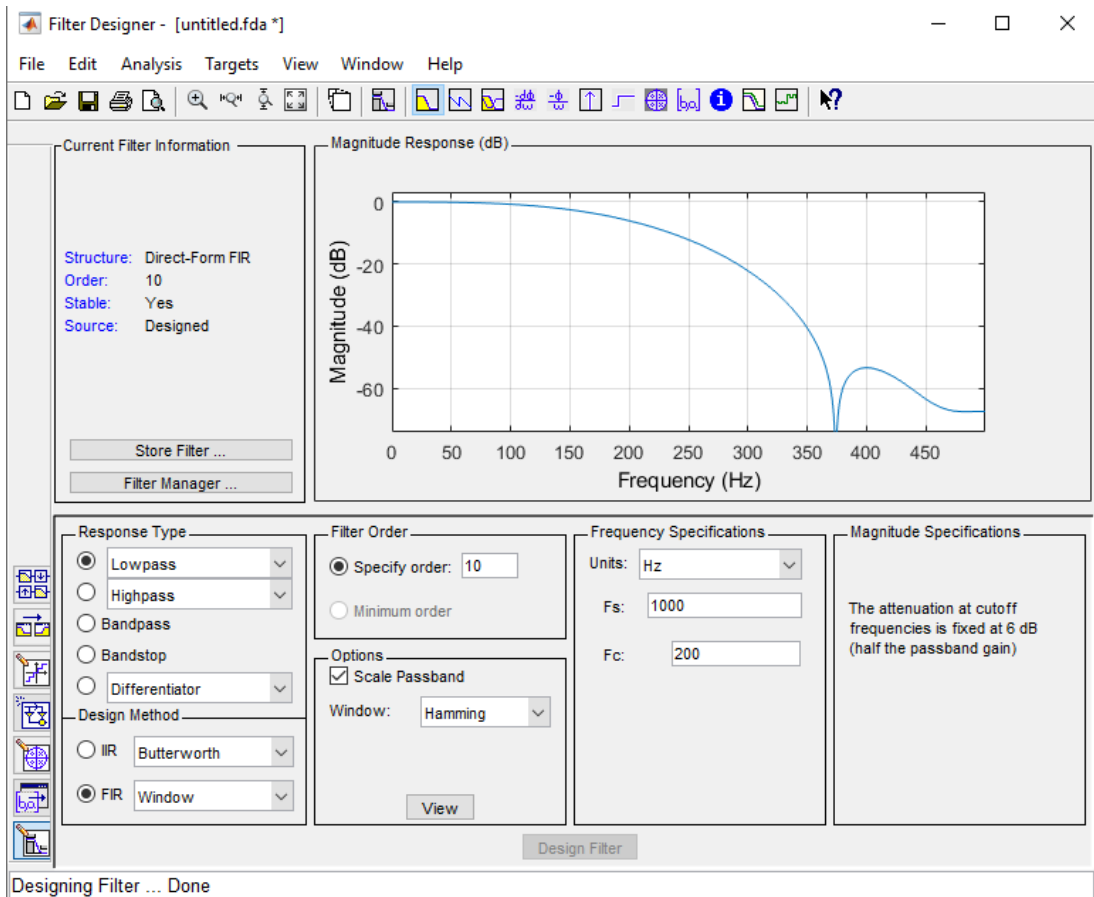 Filter Designer - [untitled.fda *]
File Edit Analysis Targets View Window Help
Current Filter Information
Structure: Direct-Form FIR
Order: 10
Stable: Yes
Source: Designed
Store Filter ...
Filter Manager ...
Magnitude Response (dB)
Magnitude (dB)
0
-20
-40
-60
0 50 100 150 200 250 300 350 400 450
Frequency (Hz)
Response Type
Lowpass
Highpass
Bandpass
Bandstop
Differentiator
Design Method
IIR Butterworth
FIR Window
Filter Order
Specify order: 10
Minimum order
Options
Scale Passband
Window: Hamming
View
Frequency Specifications
Units: Hz
Fs: 1000
Fc: 200
Magnitude Specifications
The attenuation at cutoff
frequencies is fixed at 6 dB
(half the passband gain)
Design Filter
Designing Filter ... Done